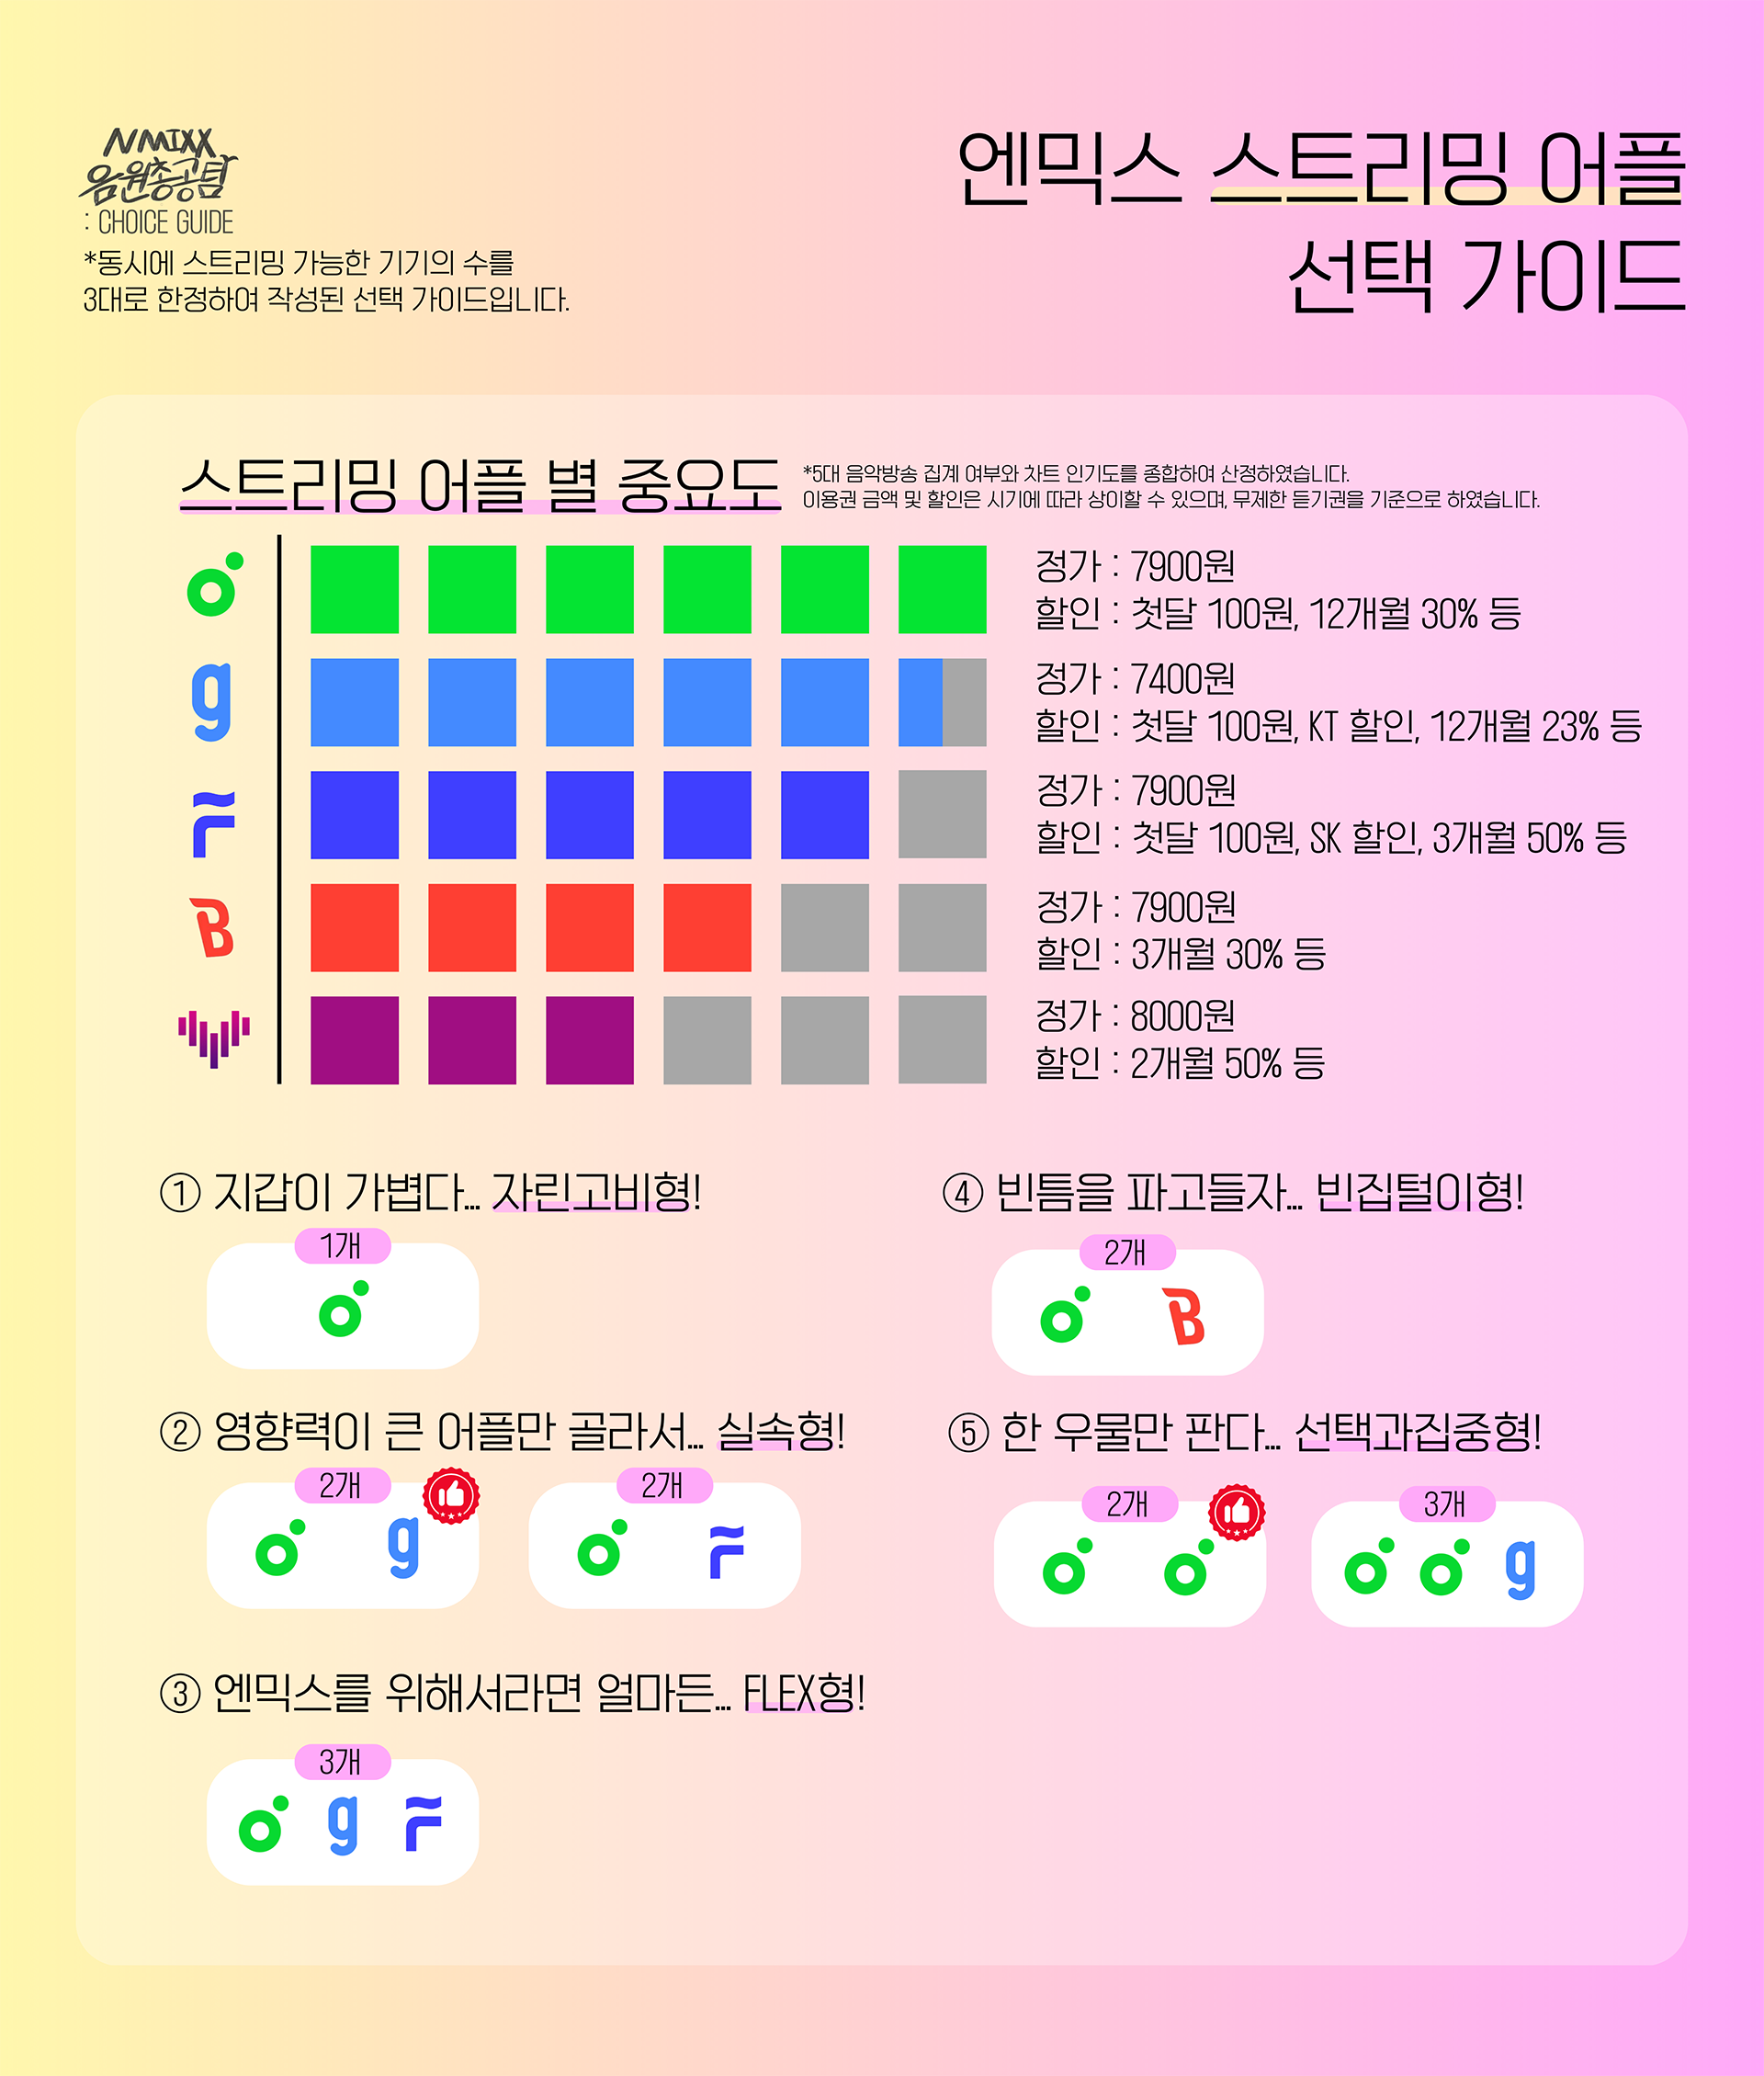 NMIXX
음원총공팀
: CHOICE GUIDE
*동시에 스트리밍 가능한 기기의 수를
3대로 한정하여 작성된 선택 가이드입니다.
엔믹스 스트리밍 어플
선택 가이드
스트리밍 어플 별 중요도
*5대 음악방송 집계 여부와 차트 인기도를 종합하여 산정하였습니다.
이용권 금액 및 할인은 시기에 따라 상이할 수 있으며, 무제한 듣기권을 기준으로 하였습니다.
정가 : 7900원
할인 : 첫달 100원, 12개월 30% 등
g
정가 : 7400원
할인 : 첫달 100원, KT 할인, 12개월 23% 등
정가 : 7900원
할인 : 첫달 100원, SK 할인, 3개월 50% 등
B
정가 : 7900원
할인 : 3개월 30% 등
정가 : 8000원
할인 : 2개월 50% 등
① 지갑이 가볍다... 자린고비형!
1개
② 영향력이 큰 어플만 골라서... 실속형!
2개
g
2개
③ 엔믹스를 위해서라면 얼마든... FLEX형!
3개
g
④ 빈틈을 파고들자... 빈집털이형!
2개
B
⑤ 한 우물만 판다... 선택과집중형!
2개
3개
g